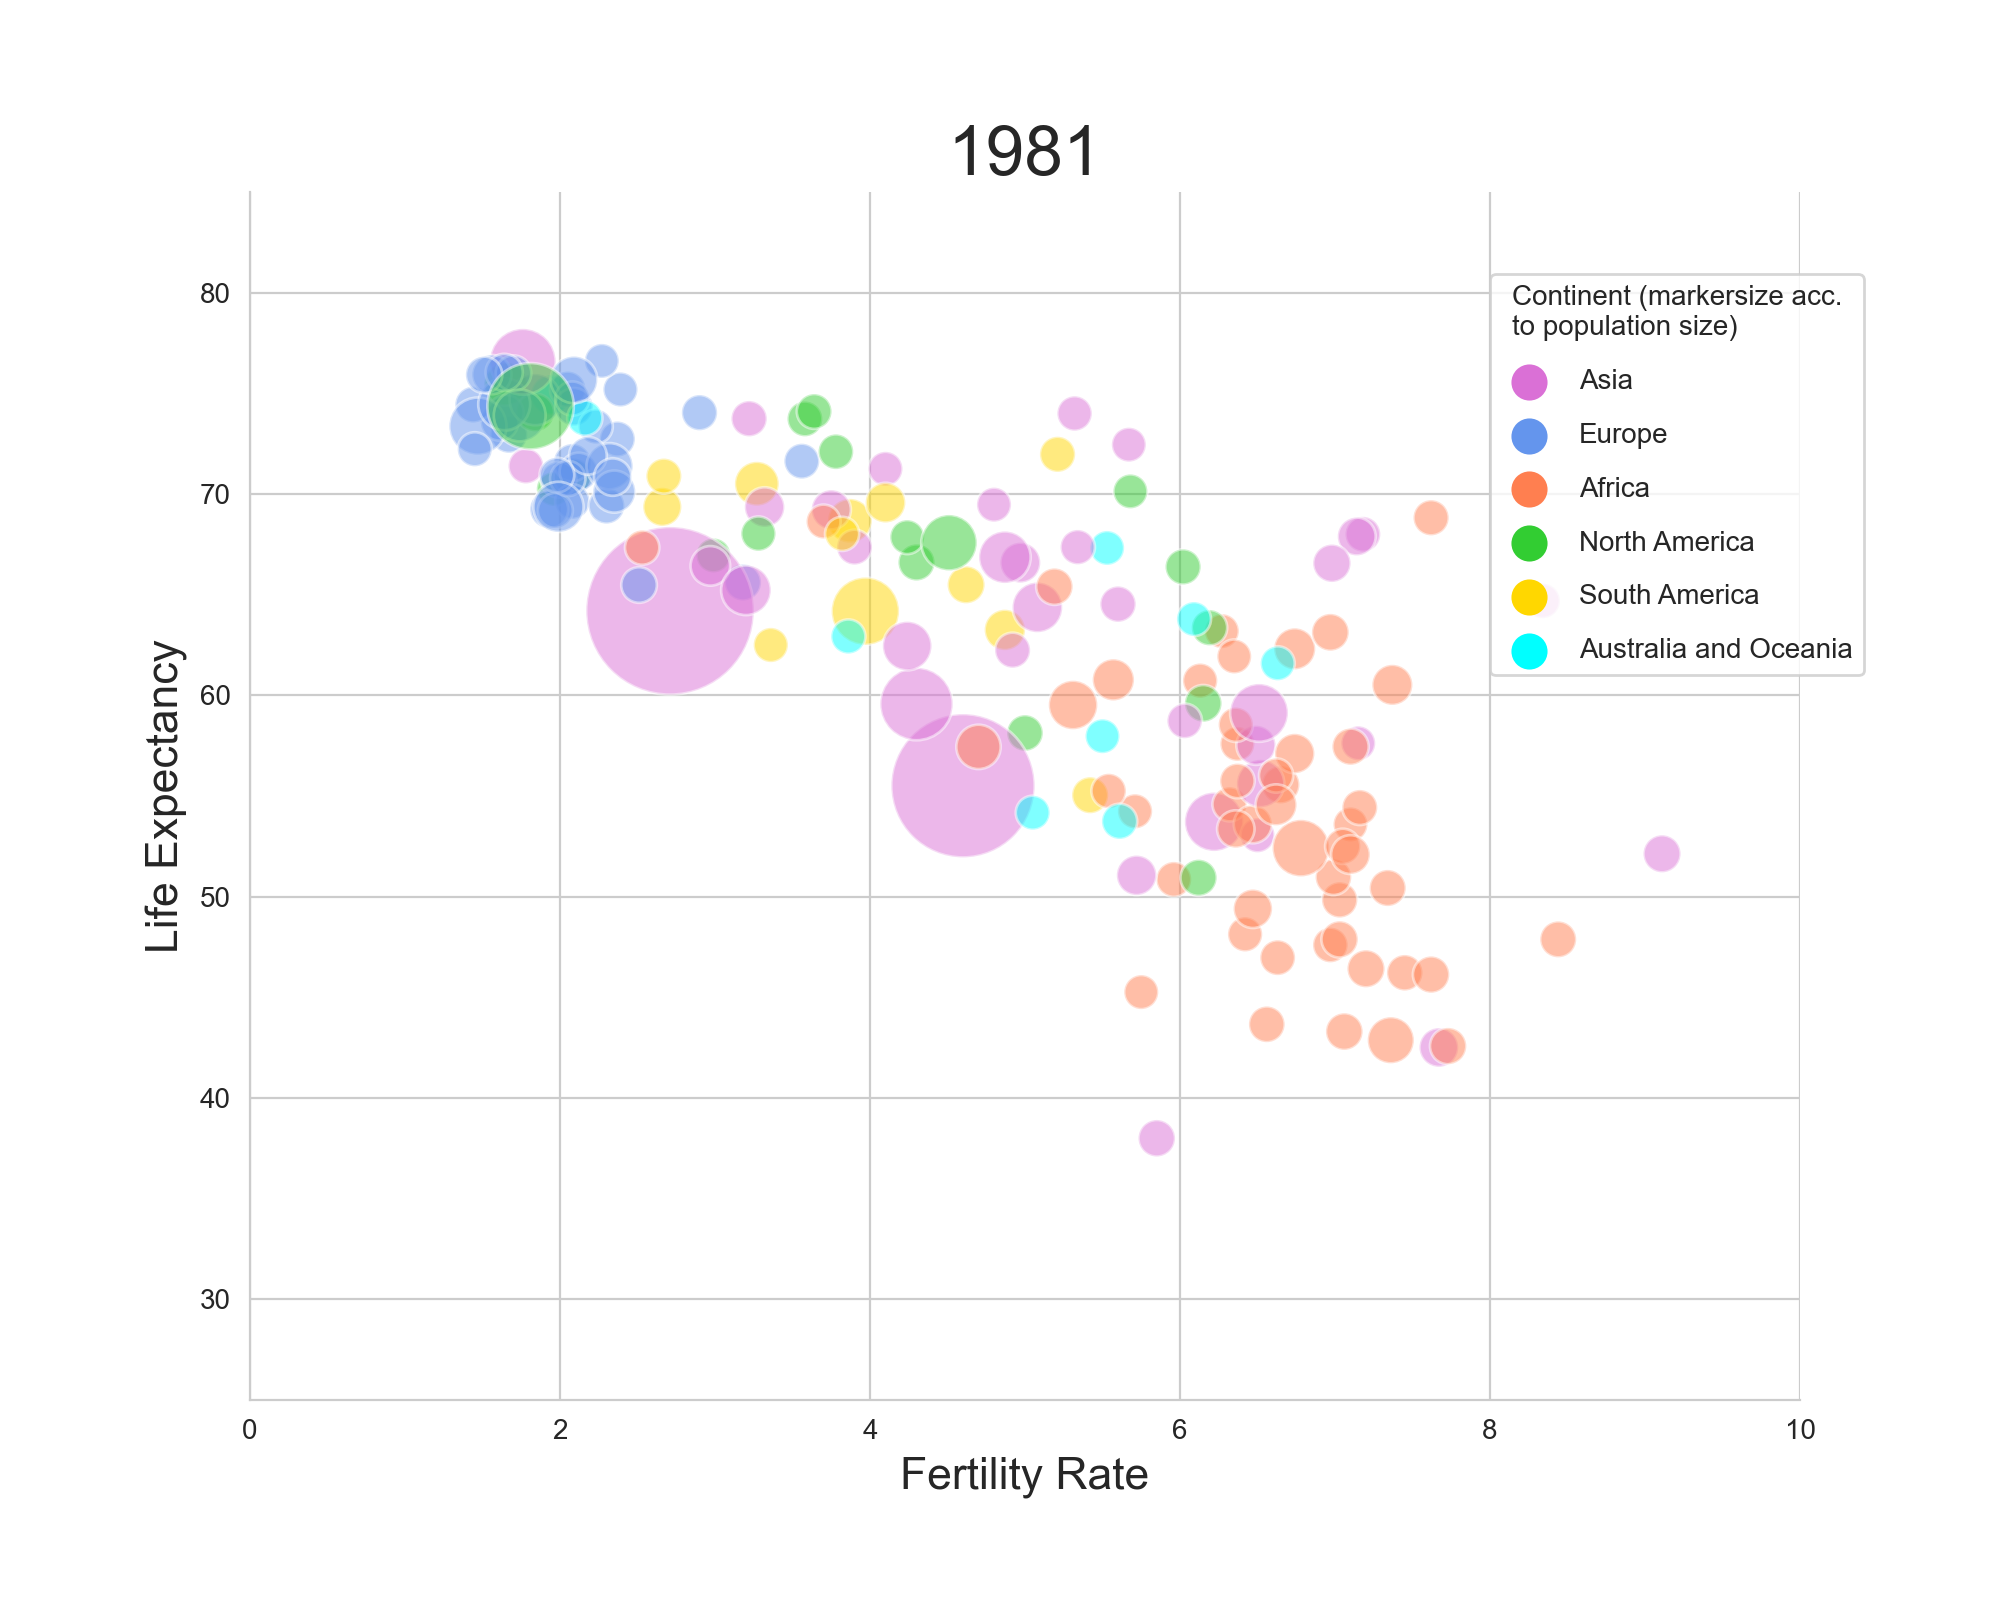 1981
80
70
60
50
40
30
Life Expectancy
0 2 4 6 8 10
Fertility Rate
Continent (markersize acc.
to population size)
Asia
Europe
Africa
North America
South America
Australia and Oceania